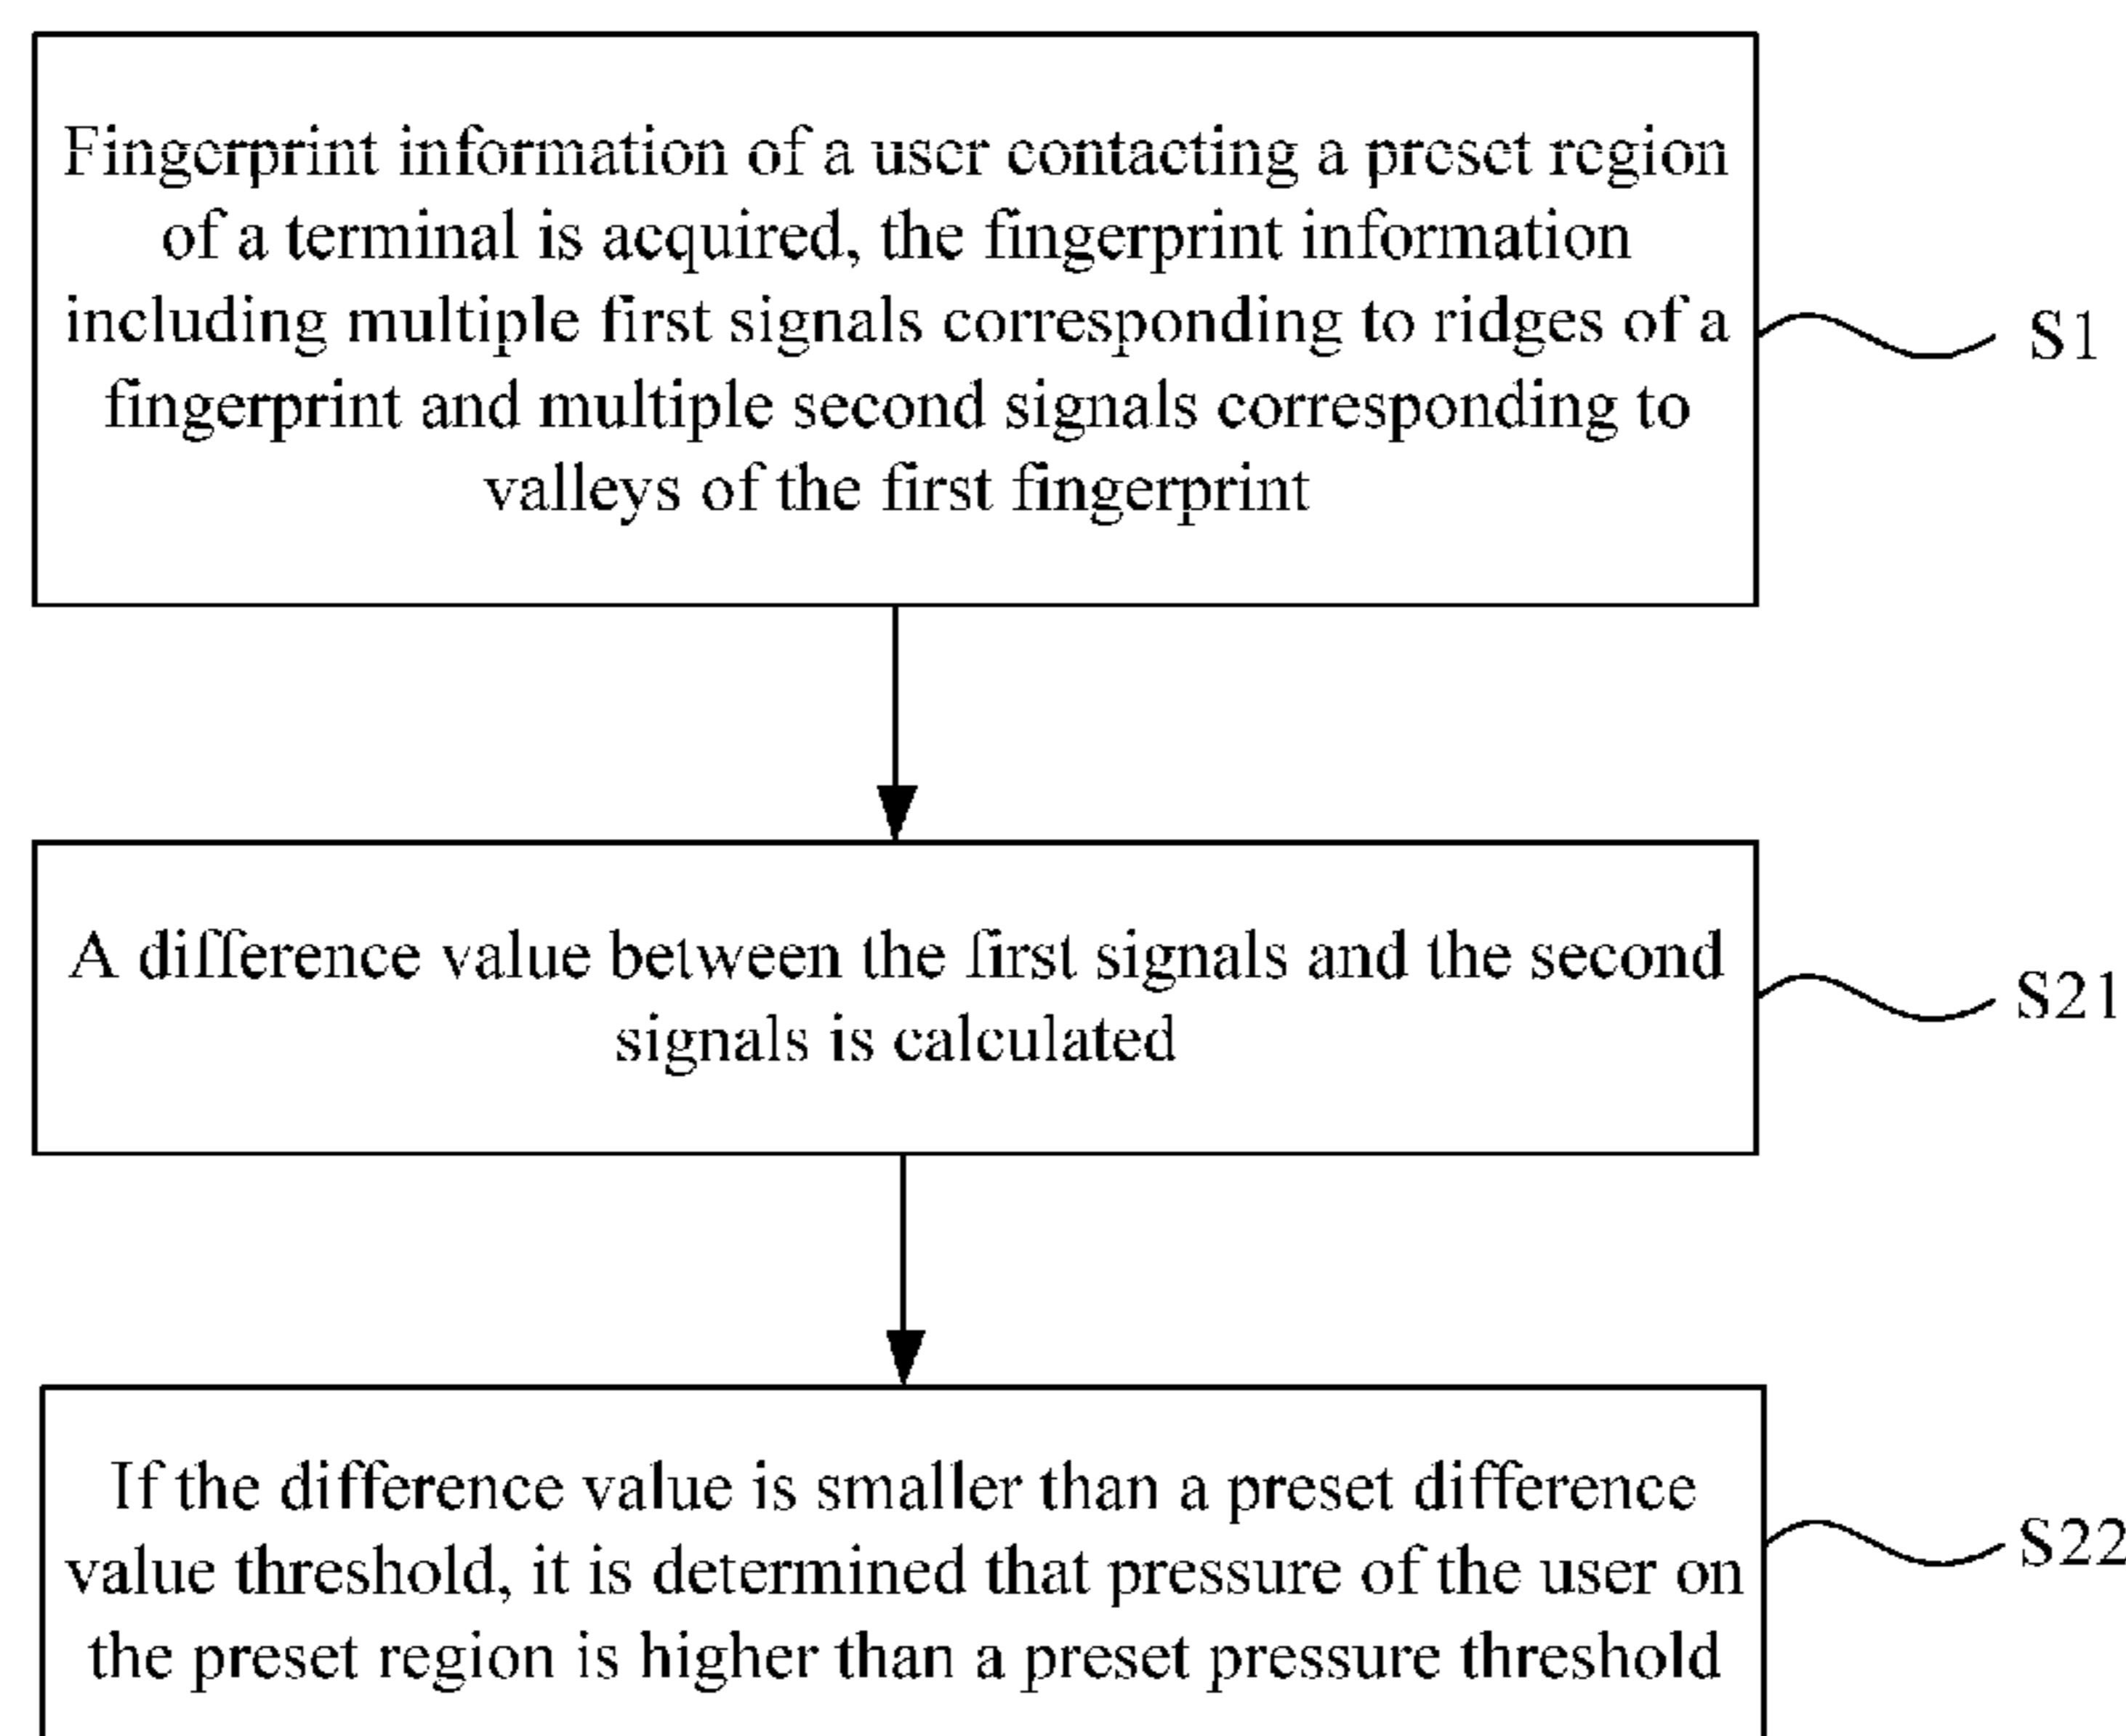 Fingerprint information of a user contacting a preset region
of a terminal is acquired, the fingerprint information
including multiple first signals corresponding to ridges of a
fingerprint and multiple second signals corresponding to
valleys of the first fingerprint
S1
A difference value between the first signals and the second
signals is calculated
S21
If the difference value is smaller than a preset difference
value threshold, it is determined that pressure of the user on
the preset region is higher than a preset pressure threshold
S22